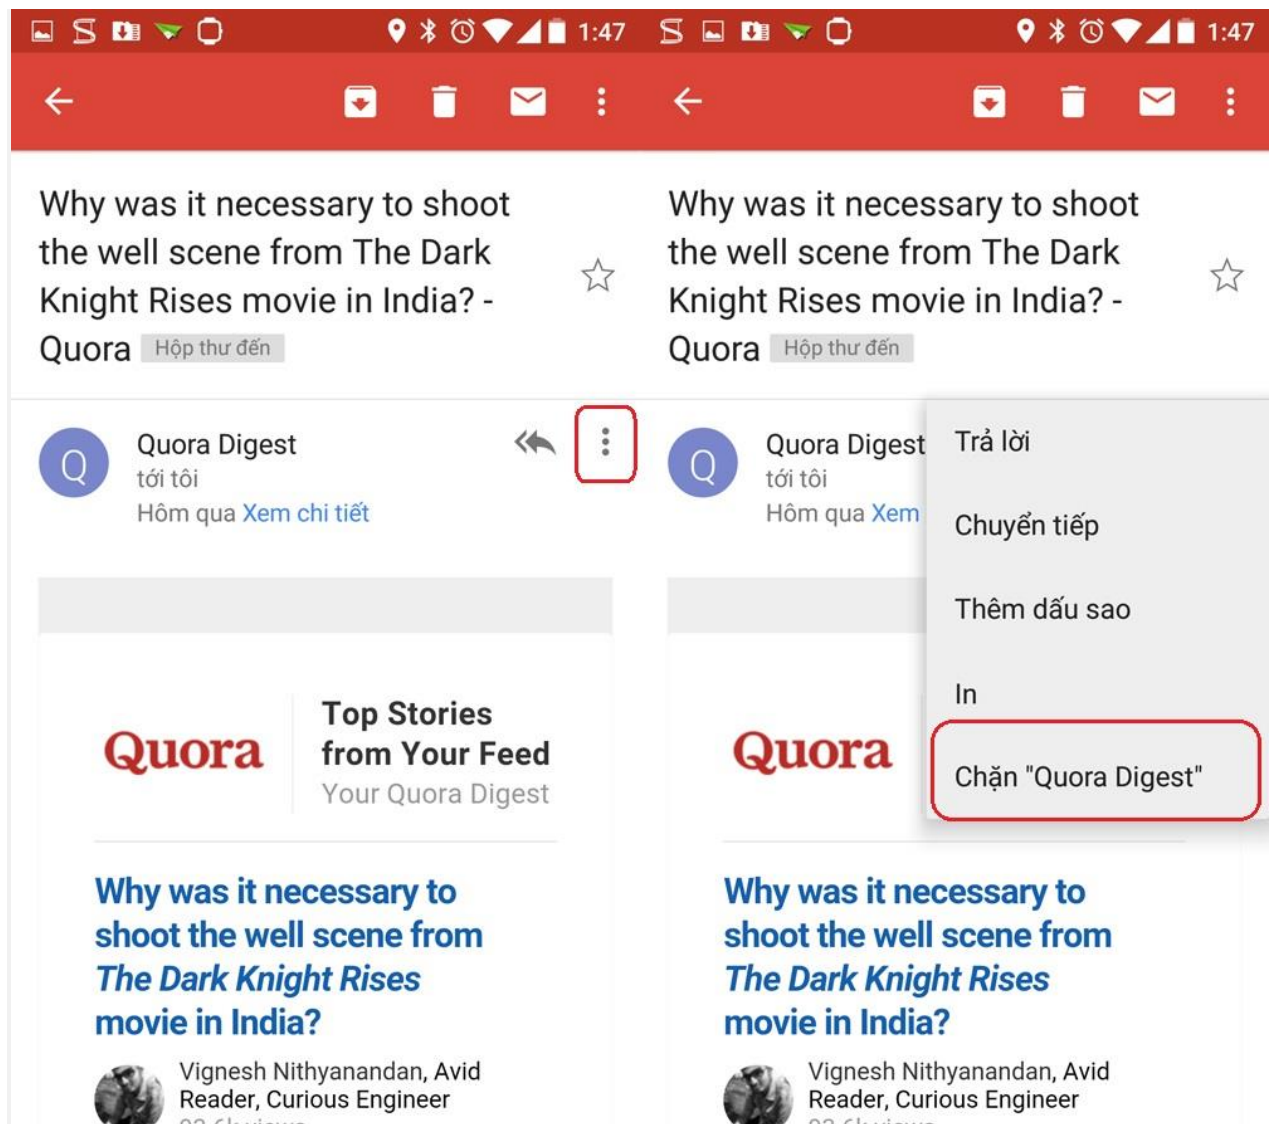 1:47
Why was it necessary to shoot
the well scene from The Dark
Knight Rises movie in India? -
Quora Hộp thư đến
Q
Quora Digest
tới tôi
Hôm qua Xem chi tiết
Quora
Top Stories
from Your Feed
Your Quora Digest
Why was it necessary to
shoot the well scene from
The Dark Knight Rises
movie in India?
Vignesh Nithyanandan, Avid
Reader, Curious Engineer
1:47
Why was it necessary to shoot
the well scene from The Dark
Knight Rises movie in India? -
Quora Hộp thư đến
Q
Quora Digest
tới tôi
Hôm qua Xem
Trả lời
Chuyển tiếp
Thêm dấu sao
In
Chặn "Quora Digest"
Quora
Why was it necessary to
shoot the well scene from
The Dark Knight Rises
movie in India?
Vignesh Nithyanandan, Avid
Reader, Curious Engineer